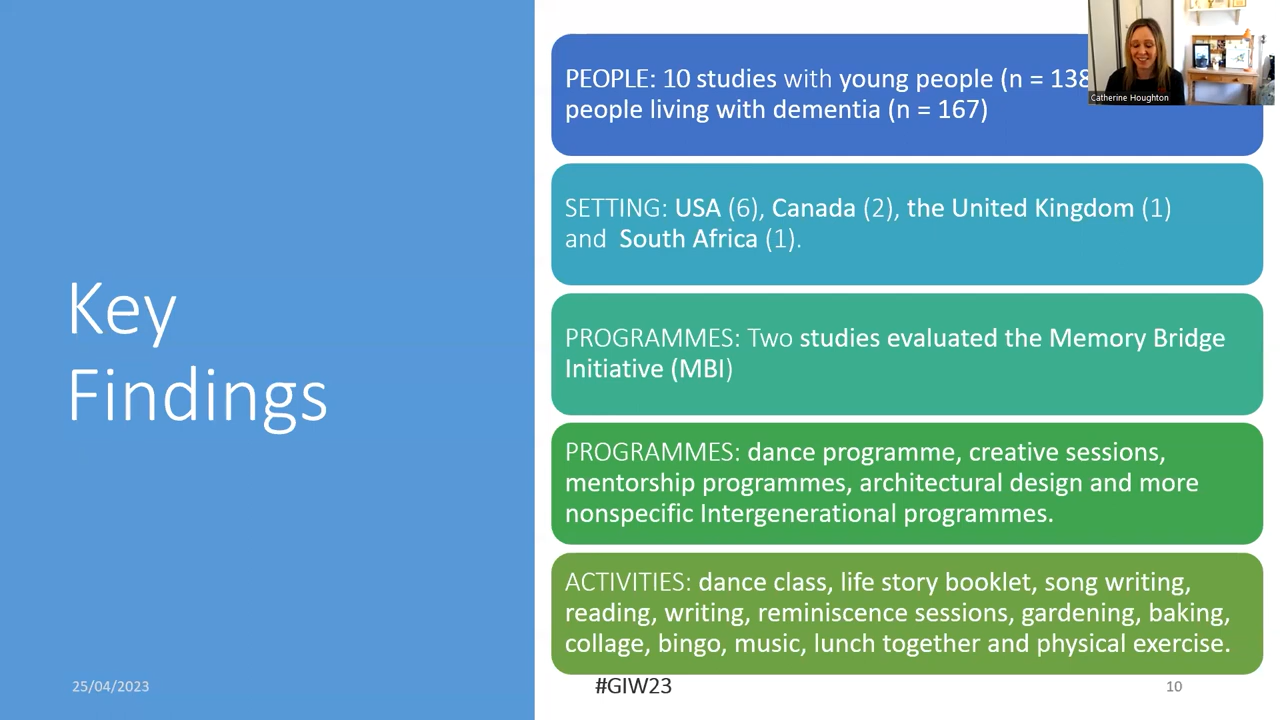 Key
Findings
PEOPLE: 10 studies with young people (n = 138
people living with dementia (n = 167)
SETTING: USA (6), Canada (2), the United Kingdom (1)
and South Africa (1).
PROGRAMMES: Two studies evaluated the Memory Bridge
Initiative (MBI)
PROGRAMMES: dance programme, creative sessions,
mentorship programmes, architectural design and more
nonspecific Intergenerational programmes.
ACTIVITIES: dance class, life story booklet, song writing,
reading, writing, reminiscence sessions, gardening, baking,
collage, bingo, music, lunch together and physical exercise.
Catherine Houghton
25/04/2023
#GIW23
10